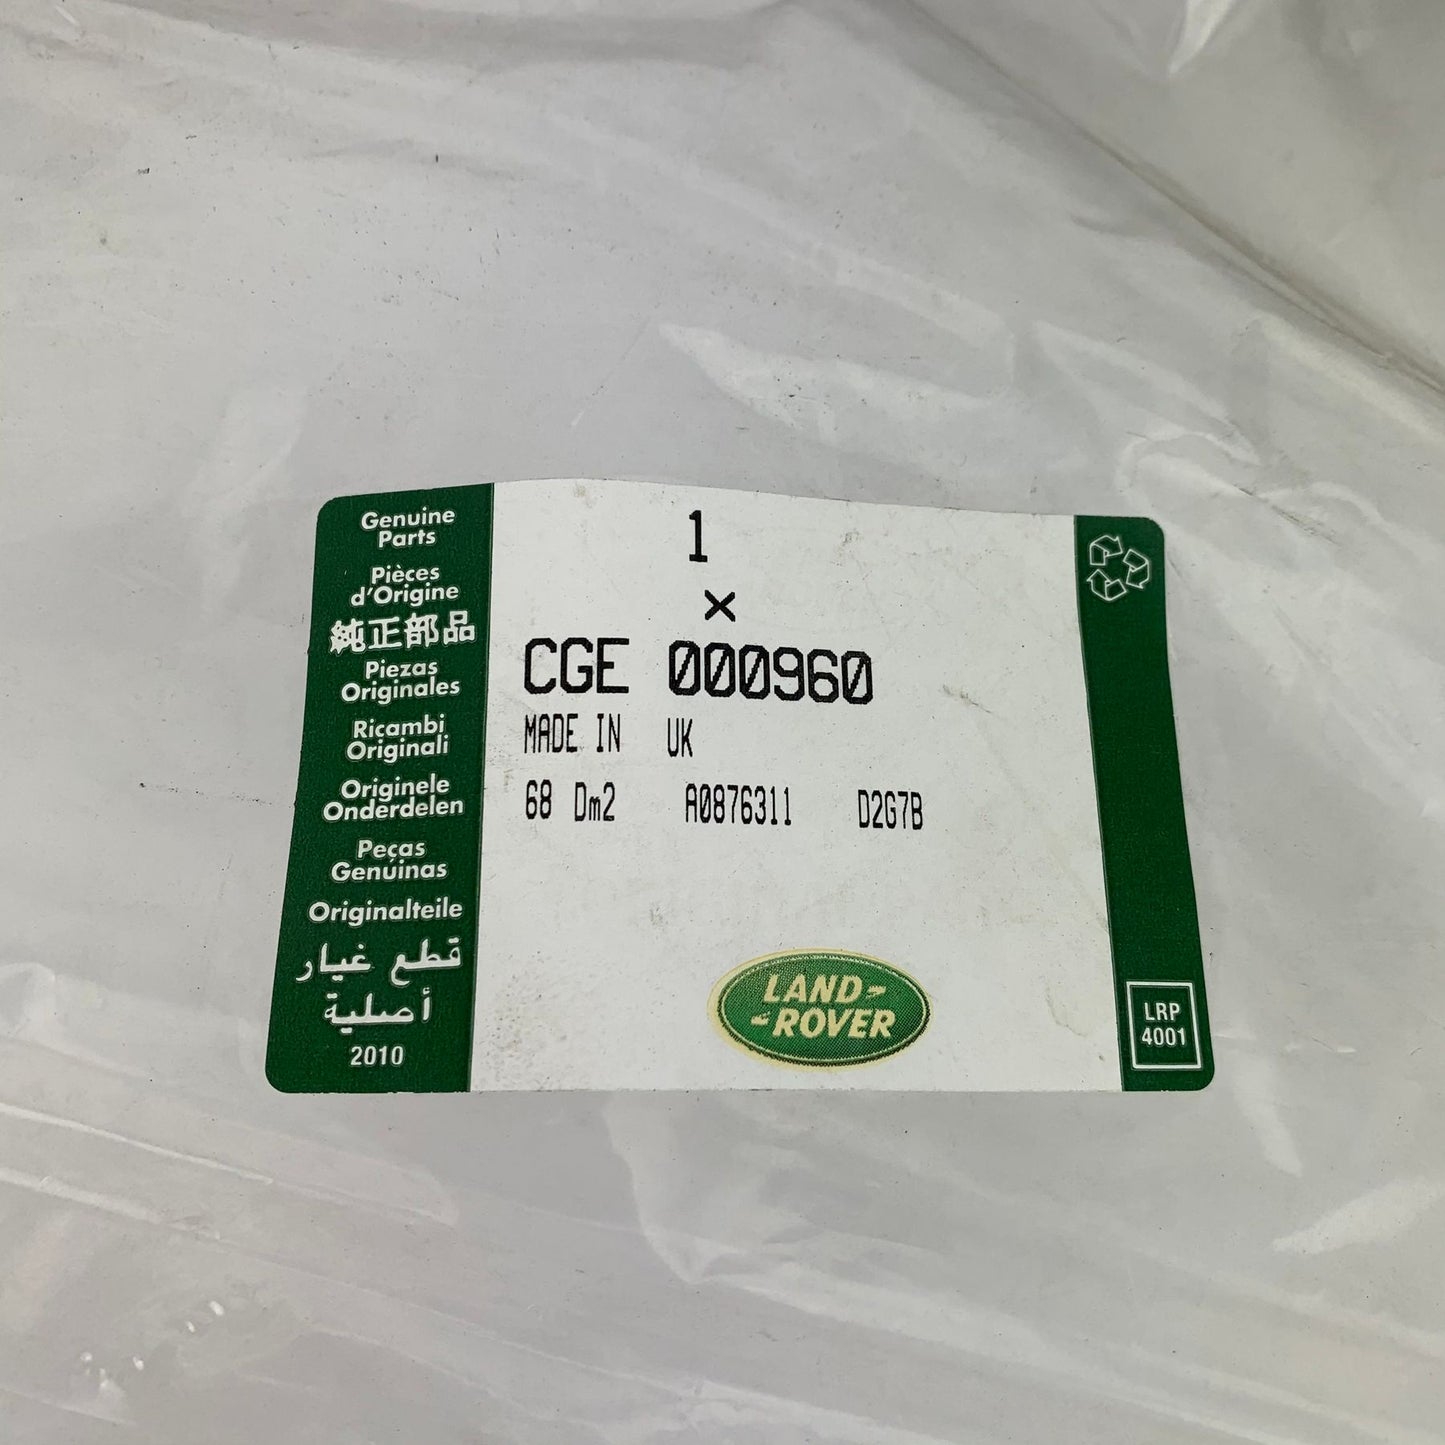 Genuine
Parts
Pièces
d'Origine
純正部品
Piezas
Originales
Ricambi
Originali
Originele
Onderdelen
Peças
Genúinas
Originalteile
قطع غيار
أصلية
2010
1
×
CGE 000960
MADE IN UK
68 Dm2 A0876311 D2G7B
LAND-
-ROVER
LRP
4001